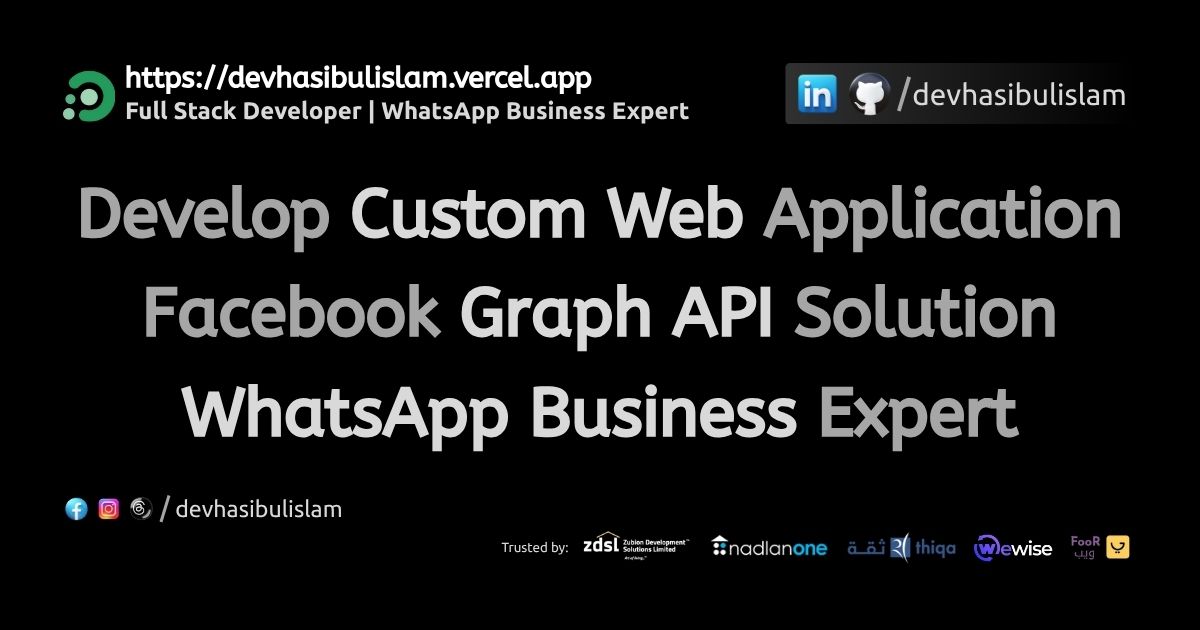 https://devhasibulislam.vercel.app
Full Stack Developer | WhatsApp Business Expert
/devhasibulislam
Develop Custom Web Application
Facebook Graph API Solution
WhatsApp Business Expert
/ devhasibulislam
Trusted by:
zdsl Zubion Development™
Solutions Limited
nadlanone
ثقة thiqa
wewise
FooR
ويب